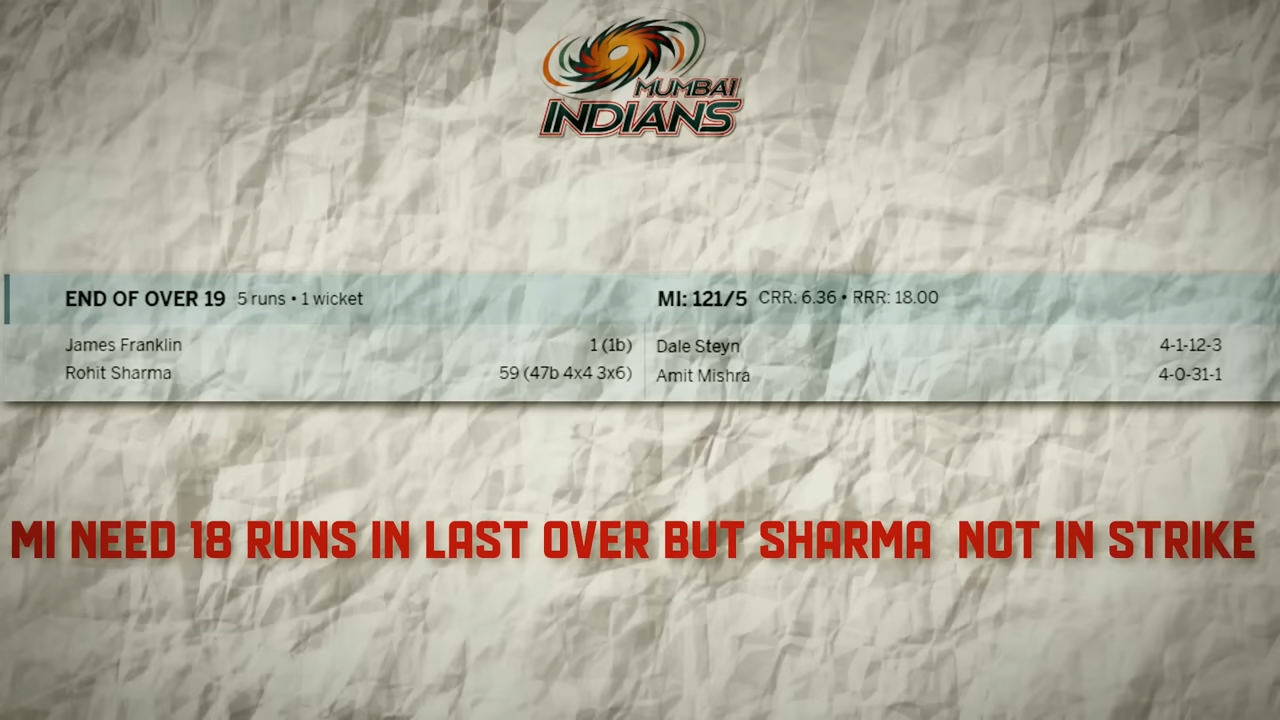 MUMBAI
INDIANS
END OF OVER 19 5 runs • 1 wicket MI: 121/5 CRR: 6.36 • RRR: 18.00
James Franklin 1 (1b) Dale Steyn 4-1-12-3
Rohit Sharma 59 (47b 4x4 3x6) Amit Mishra 4-0-31-1
MI NEED 18 RUNS IN LAST OVER BUT SHARMA NOT IN STRIKE